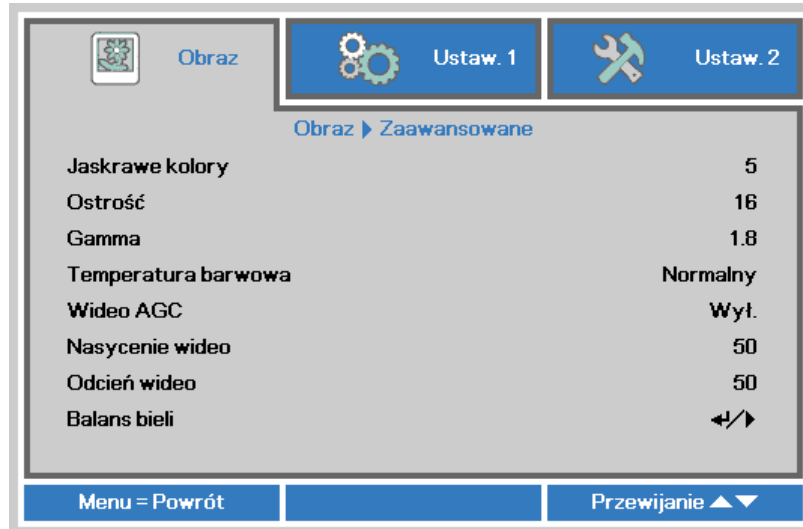 Obraz
Ustaw. 1
Ustaw. 2
Obraz ▶ Zaawansowane
Jaskrawe kolory 5
Ostrość 16
Gamma 1.8
Temperatura barwowa Normalny
Wideo AGC Wył.
Nasycenie wideo 50
Odcień wideo 50
Balans bieli ↵/▶
Menu = Powrót
Przewijanie ▲▼